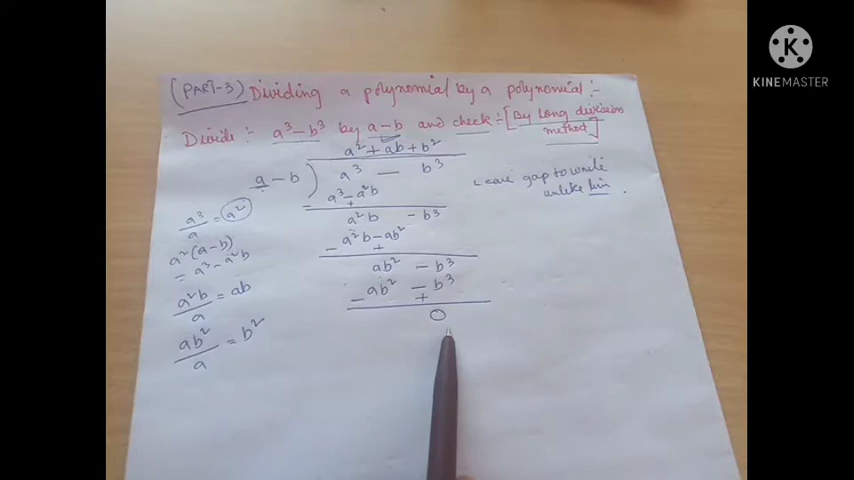 (PART-3) Dividing a polynomial by a polynomial :-
Divide :- a³ - b³ by a - b and check :- [By Long division
method]
a² + ab + b²
a - b ) a³ - b³
a³ - a²b
- +
a²b - b³
a²b - ab²
- +
ab² - b³
ab² - b³
- +
0
a³/a = a²
a²(a-b)
= a³ - a²b
a²b/a = ab
ab²/a = b²
Leave gap to write
unlike
K
KINEMASTER